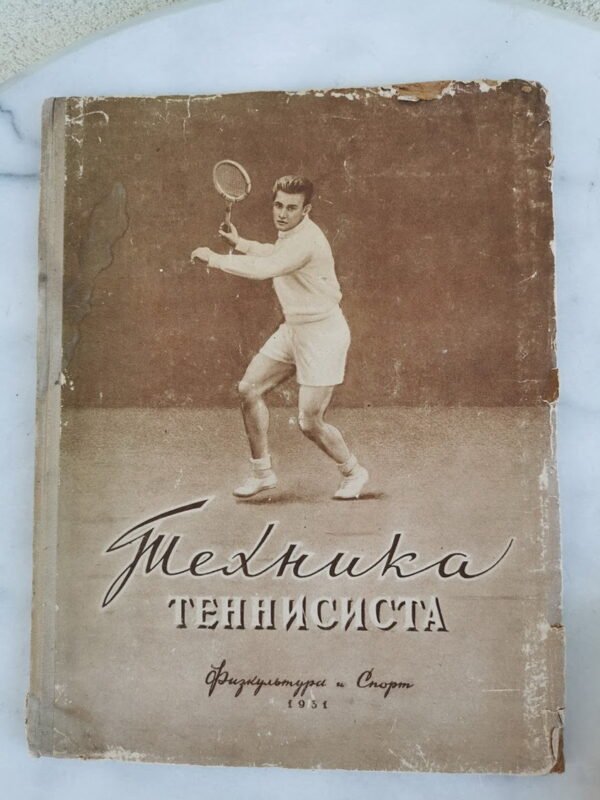 Техника
ТЕННИСИСТА
Физкультура и Спорт
1951